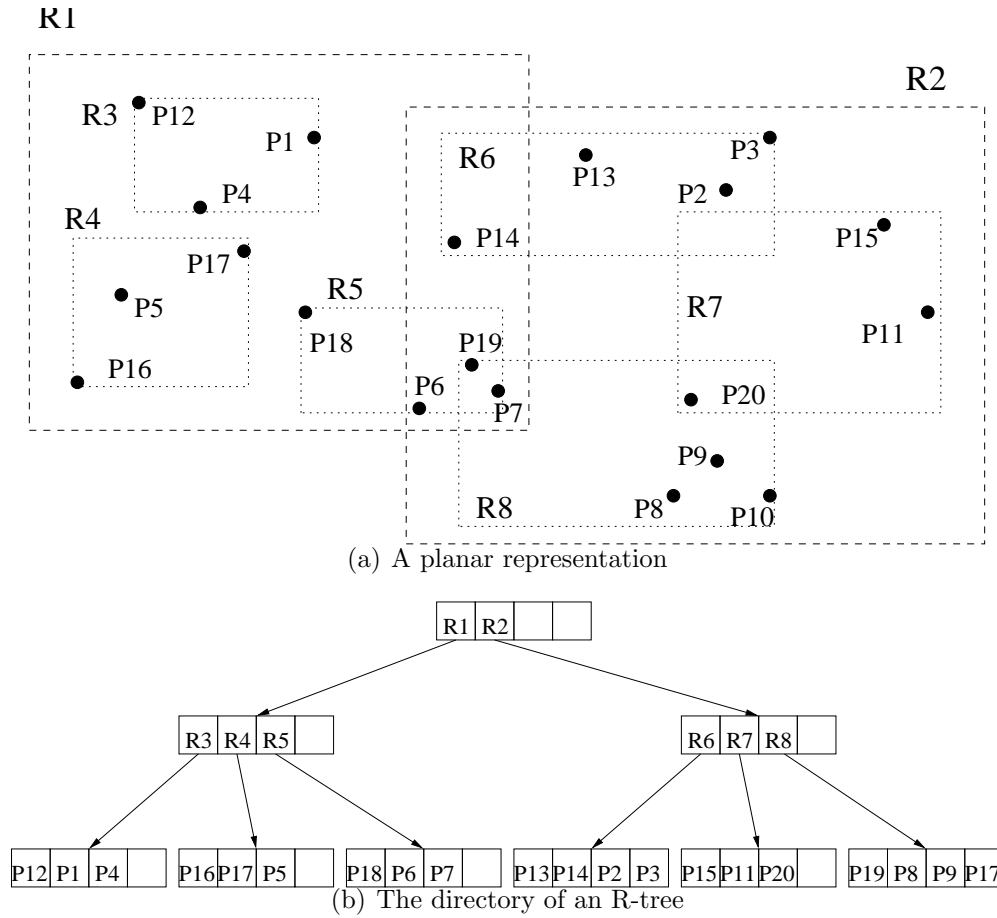 R1
R2
R3
P12
P1
P3
R6
P13
P2
P4
R4
P14
P15
P17
R5
R7
P5
P18
P19
P11
P16
P6
P7
P20
P9
R8
P8
P10
(a) A planar representation
R1 R2
R3 R4 R5 R6 R7 R8
P12 P1 P4 P16 P17 P5 P18 P6 P7 P13 P14 P2 P3 P15 P11 P20 P19 P8 P9 P17
(b) The directory of an R-tree